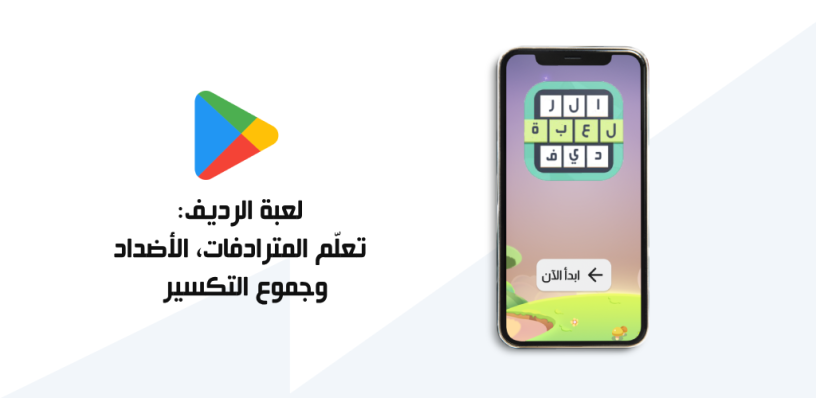 لعبة الرديف:
تعلّم المترادفات، الأضداد
وجموع التكسير
ا ل ر
ل ع ب ة
د ي ف
ابدأ الآن